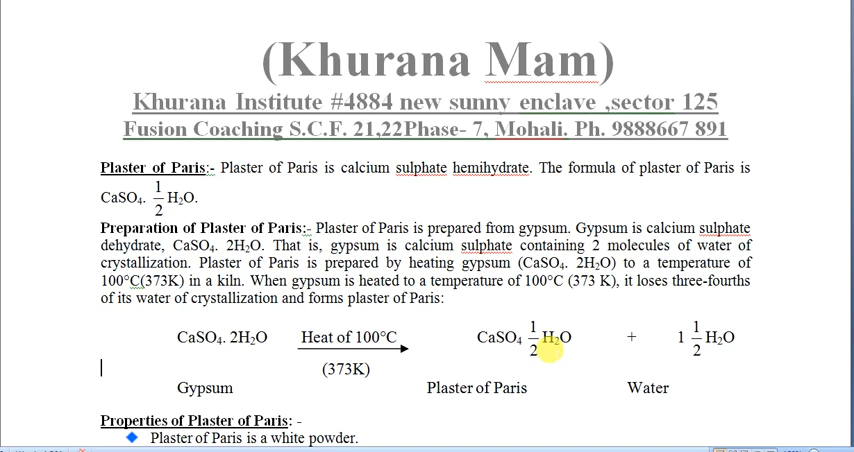 (Khurana Mam)
Khurana Institute #4884 new sunny enclave ,sector 125
Fusion Coaching S.C.F. 21,22Phase- 7, Mohali. Ph. 9888667 891
Plaster of Paris:- Plaster of Paris is calcium sulphate hemihydrate. The formula of plaster of Paris is
CaSO₄. 1/2 H₂O.
Preparation of Plaster of Paris:- Plaster of Paris is prepared from gypsum. Gypsum is calcium sulphate
dehydrate, CaSO₄. 2H₂O. That is, gypsum is calcium sulphate containing 2 molecules of water of
crystallization. Plaster of Paris is prepared by heating gypsum (CaSO₄. 2H₂O) to a temperature of
100°C(373K) in a kiln. When gypsum is heated to a temperature of 100°C (373 K), it loses three-fourths
of its water of crystallization and forms plaster of Paris:
CaSO₄. 2H₂O Heat of 100°C CaSO₄ 1/2 H₂O + 1 1/2 H₂O
(373K)
Gypsum Plaster of Paris Water
Properties of Plaster of Paris: -
Plaster of Paris is a white powder.